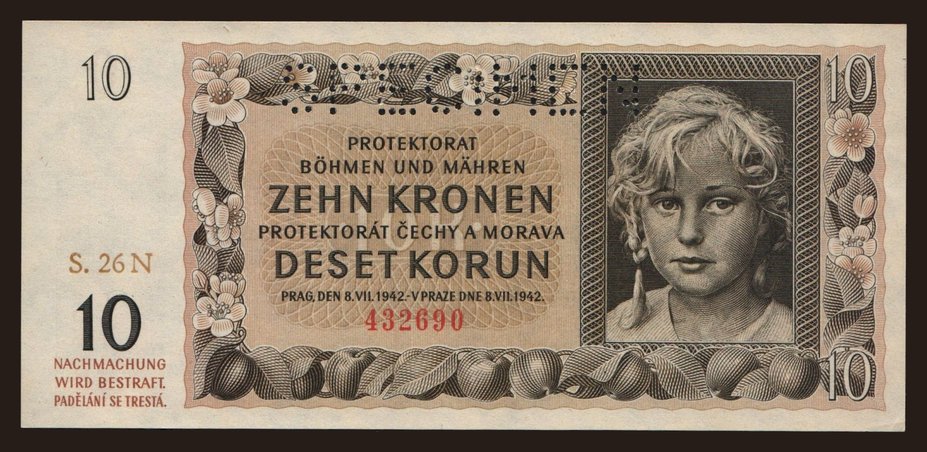 SPECIMEN
10
10
PROTEKTORAT
BÖHMEN UND MÄHREN
ZEHN KRONEN
PROTEKTORÁT ČECHY A MORAVA
DESET KORUN
PRAG, DEN 8.VII.1942.-V PRAZE DNE 8.VII.1942.
432690
S. 26 N
10
NACHMACHUNG
WIRD BESTRAFT.
PADĚLÁNÍ SE TRESTÁ.
10